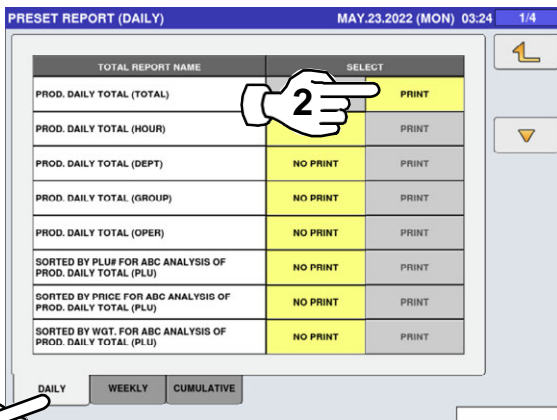 PRESET REPORT (DAILY) MAY.23.2022 (MON) 03:24 1/4
TOTAL REPORT NAME SELECT
PROD. DAILY TOTAL (TOTAL) 2 PRINT
PROD. DAILY TOTAL (HOUR) PRINT
PROD. DAILY TOTAL (DEPT) NO PRINT PRINT
PROD. DAILY TOTAL (GROUP) NO PRINT PRINT
PROD. DAILY TOTAL (OPER) NO PRINT PRINT
SORTED BY PLU# FOR ABC ANALYSIS OF
PROD. DAILY TOTAL (PLU) NO PRINT PRINT
SORTED BY PRICE FOR ABC ANALYSIS OF
PROD. DAILY TOTAL (PLU) NO PRINT PRINT
SORTED BY WGT. FOR ABC ANALYSIS OF
PROD. DAILY TOTAL (PLU) NO PRINT PRINT
DAILY WEEKLY CUMULATIVE